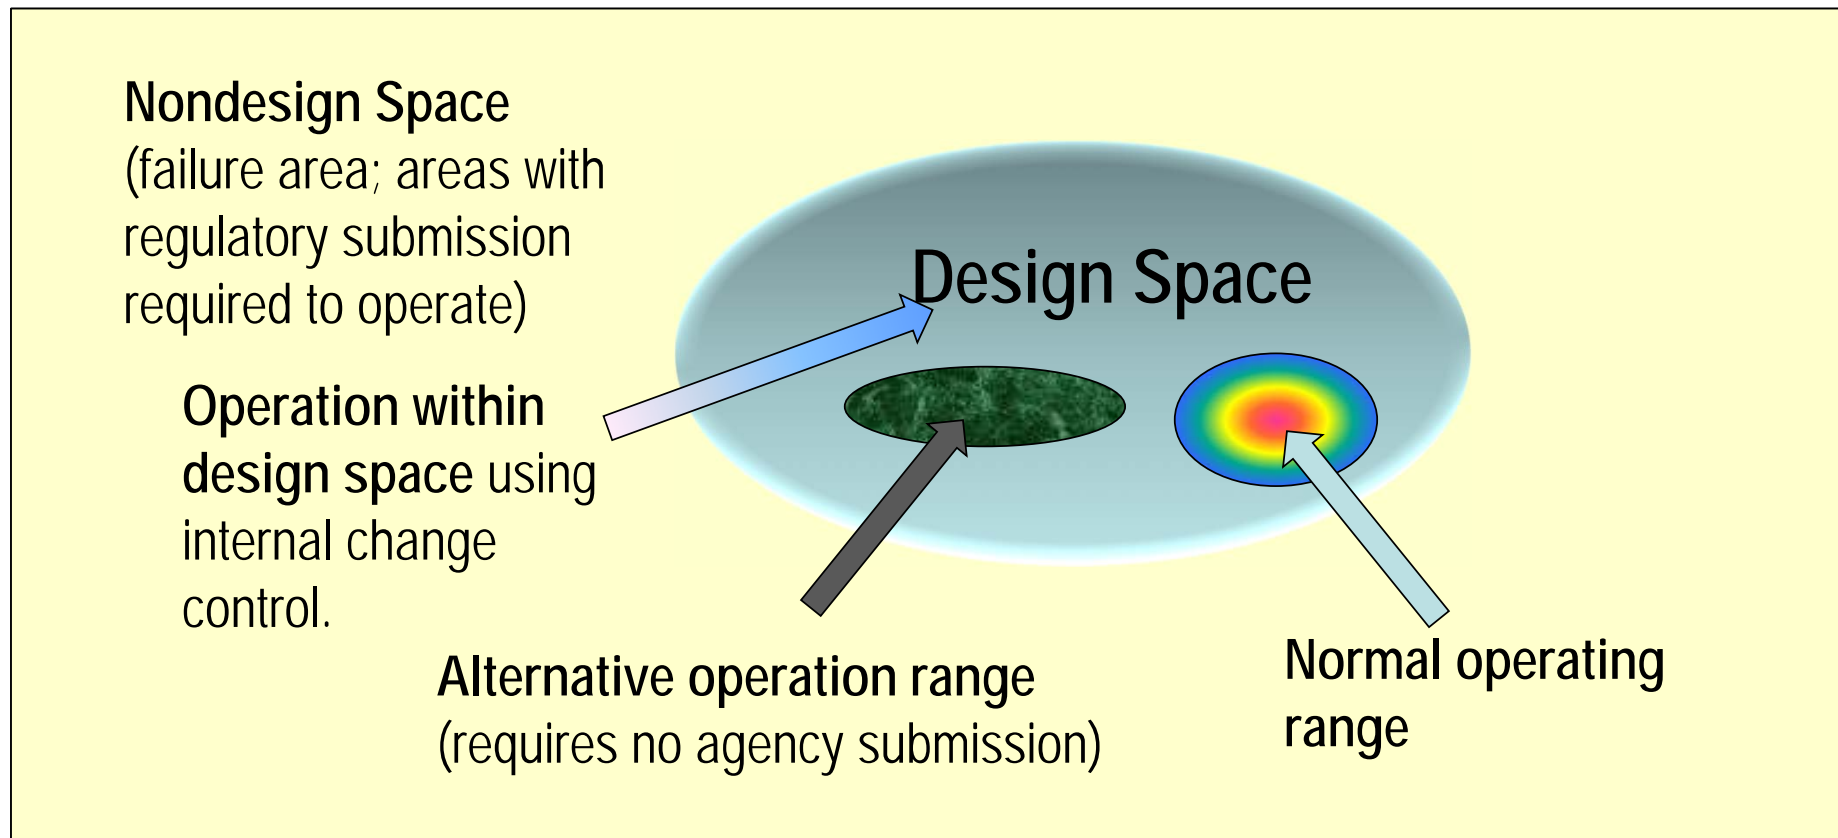 Nondesign Space
(failure area; areas with
regulatory submission
required to operate)
Design Space
Operation within
design space using
internal change
control.
Alternative operation range
(requires no agency submission)
Normal operating
range